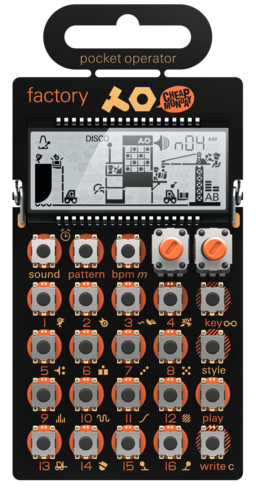 pocket operator
factory
CHEAP
MONDAY
DISCO
n04 AM
AB
sound pattern bpm m
1 2 3 4 key
5 6 7 8 style
9 10 11 12 play
13 14 15 16 write c